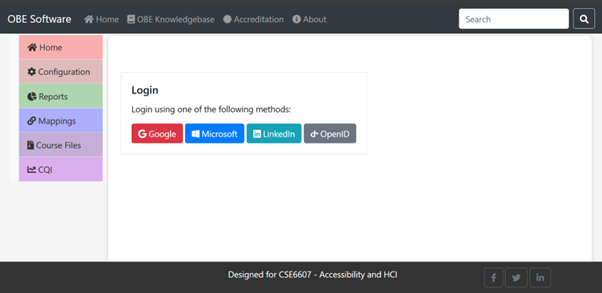 OBE Software Home OBE Knowledgebase Accreditation About Search
Home
Configuration
Reports
Mappings
Course Files
CQI
Login
Login using one of the following methods:
Google Microsoft LinkedIn OpenID
Designed for CSE6607 - Accessibility and HCI